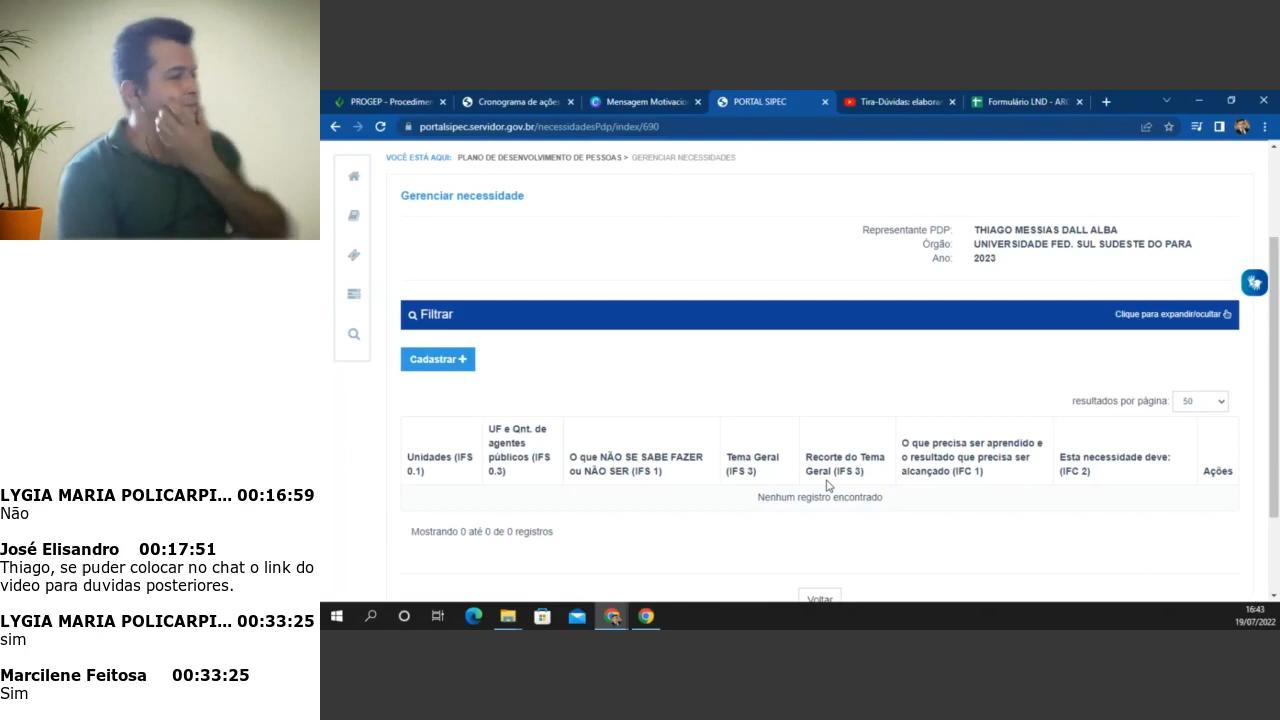 LYGIA MARIA POLICARPI... 00:16:59
Não
José Elisandro 00:17:51
Thiago, se puder colocar no chat o link do
video para duvidas posteriores.
LYGIA MARIA POLICARPI... 00:33:25
sim
Marcilene Feitosa 00:33:25
Sim
PROGEP - Procedimen
Cronograma de açõe
Mensagem Motivacio
PORTAL SIPEC
Tira-Dúvidas: elabora
Formulário LND - AR
portalsipec.servidor.gov.br/necessidadesPdp/index/690
VOCÊ ESTÁ AQUI: PLANO DE DESENVOLVIMENTO DE PESSOAS > GERENCIAR NECESSIDADES
Gerenciar necessidade
Representante PDP: THIAGO MESSIAS DALL ALBA
Órgão: UNIVERSIDADE FED. SUL SUDESTE DO PARA
Ano: 2023
Filtrar
Clique para expandir/ocultar
Cadastrar +
resultados por página: 50
Unidades (IFS
0.1)
UF e Qnt. de
agentes
públicos (IFS
0.3)
O que NÃO SE SABE FAZER
ou NÃO SER (IFS 1)
Tema Geral
(IFS 3)
Recorte do Tema
Geral (IFS 3)
O que precisa ser aprendido e
o resultado que precisa ser
alcançado (IFC 1)
Esta necessidade deve:
(IFC 2)
Ações
Nenhum registro encontrado
Mostrando 0 até 0 de 0 registros
Voltar
16:43
19/07/2022